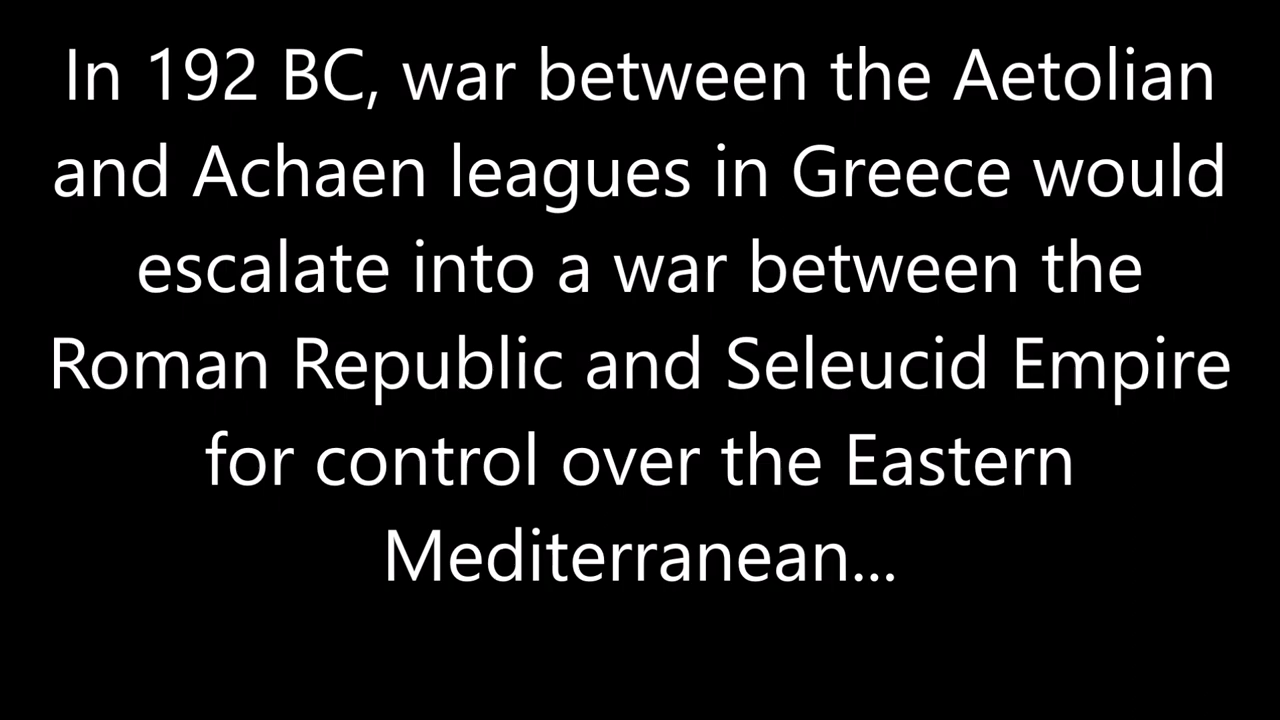 In 192 BC, war between the Aetolian
and Achaen leagues in Greece would
escalate into a war between the
Roman Republic and Seleucid Empire
for control over the Eastern
Mediterranean...